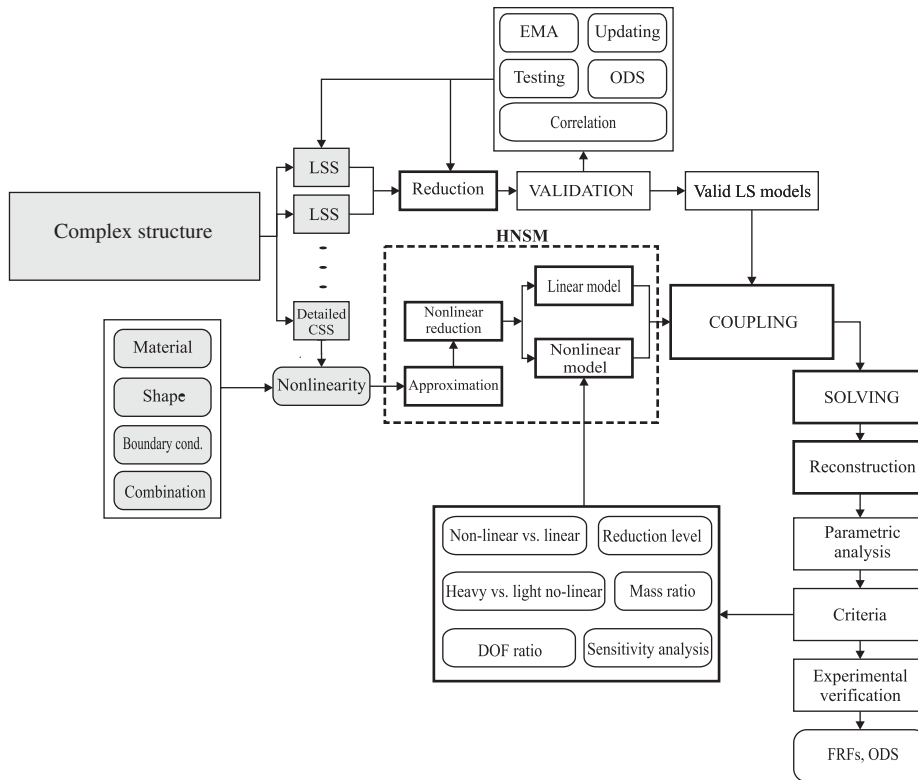 EMA
Updating
Testing
ODS
Correlation
LSS
Reduction
VALIDATION
Valid LS models
LSS
Complex structure
HNSM
Detailed
CSS
Linear model
Nonlinear
reduction
COUPLING
Material
Nonlinear
model
Nonlinearity
Approximation
Shape
SOLVING
Boundary cond.
Reconstruction
Combination
Non-linear vs. linear
Reduction level
Parametric
analysis
Heavy vs. light no-linear
Mass ratio
Criteria
DOF ratio
Sensitivity analysis
Experimental
verification
FRFs, ODS